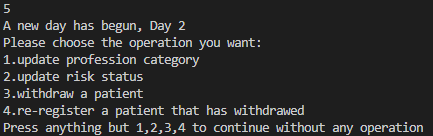 5
A new day has begun, Day 2
Please choose the operation you want:
1.update profession category
2.update risk status
3.withdraw a patient
4.re-register a patient that has withdrawed
Press anything but 1,2,3,4 to continue without any operation